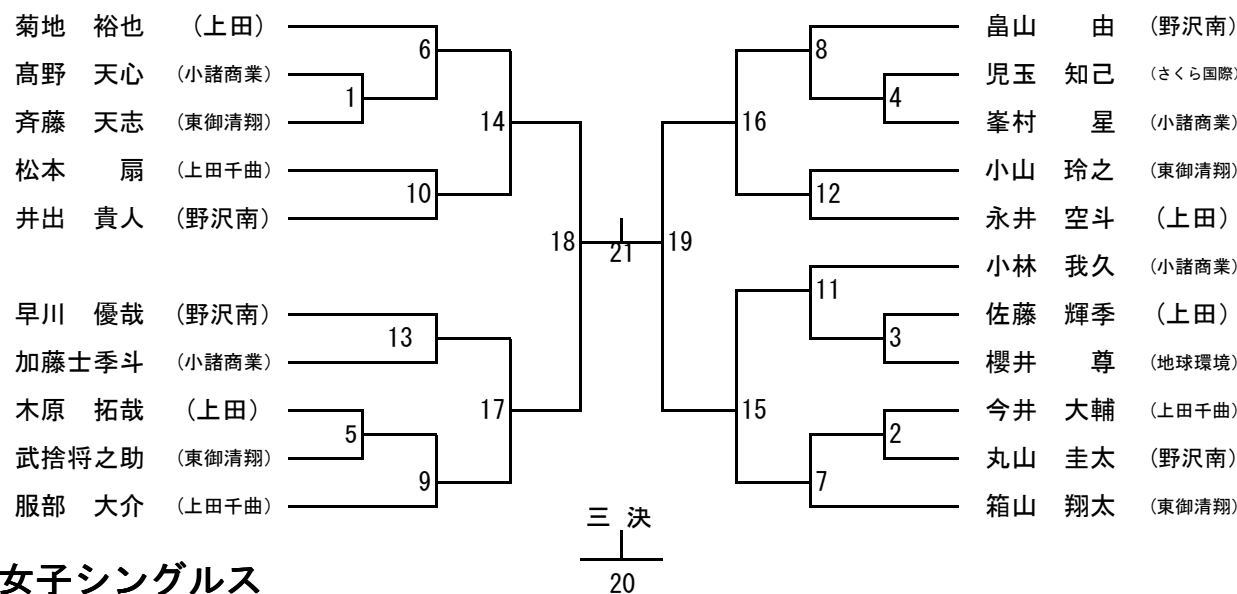 菊地　裕也　（上田）
髙野　天心　（小諸商業）
斉藤　天志　（東御清翔）
松本　　扇　（上田千曲）
井出　貴人　（野沢南）
早川　優哉　（野沢南）
加藤士季斗　（小諸商業）
木原　拓哉　（上田）
武捨将之助　（東御清翔）
服部　大介　（上田千曲）
6
1
14
10
18
13
17
5
9
21
三 決
20
19
8
4
16
12
11
3
15
2
7
畠山　　由　（野沢南）
児玉　知己　（さくら国際）
峯村　　星　（小諸商業）
小山　玲之　（東御清翔）
永井　空斗　（上田）
小林　我久　（小諸商業）
佐藤　輝季　（上田）
櫻井　　尊　（地球環境）
今井　大輔　（上田千曲）
丸山　圭太　（野沢南）
箱山　翔太　（東御清翔）
女子シングルス